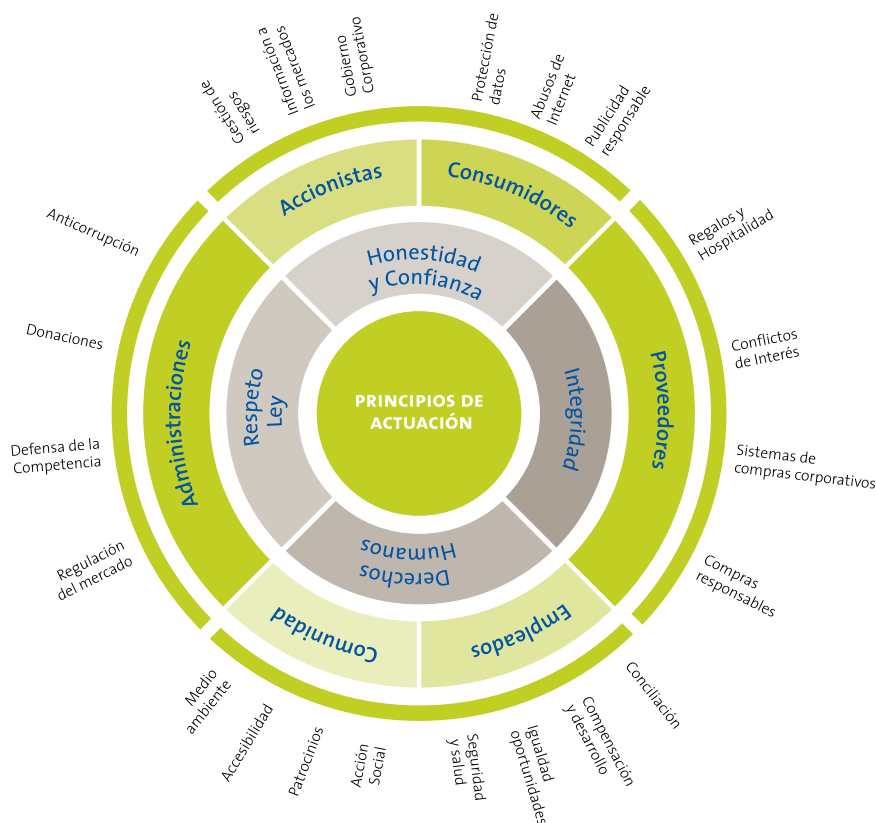 PRINCIPIOS DE
ACTUACIÓN
Honestidad
y Confianza
Integridad
Derechos
Humanos
Respeto
Ley
Accionistas
Consumidores
Proveedores
Empleados
Comunidad
Administraciones
Gestión de
riesgos
Información a
los mercados
Gobierno
Corporativo
Protección de
datos
Abusos de
Internet
Publicidad
responsable
Regalos y
Hospitalidad
Conflictos
de Interés
Sistemas de
compras corporativos
Compras
responsables
Conciliación
Compensación
y desarrollo
Igualdad
oportunidades
Seguridad
y salud
Acción
Social
Patrocinios
Accesibilidad
Medio
ambiente
Regulación
del mercado
Defensa de la
Competencia
Donaciones
Anticorrupción